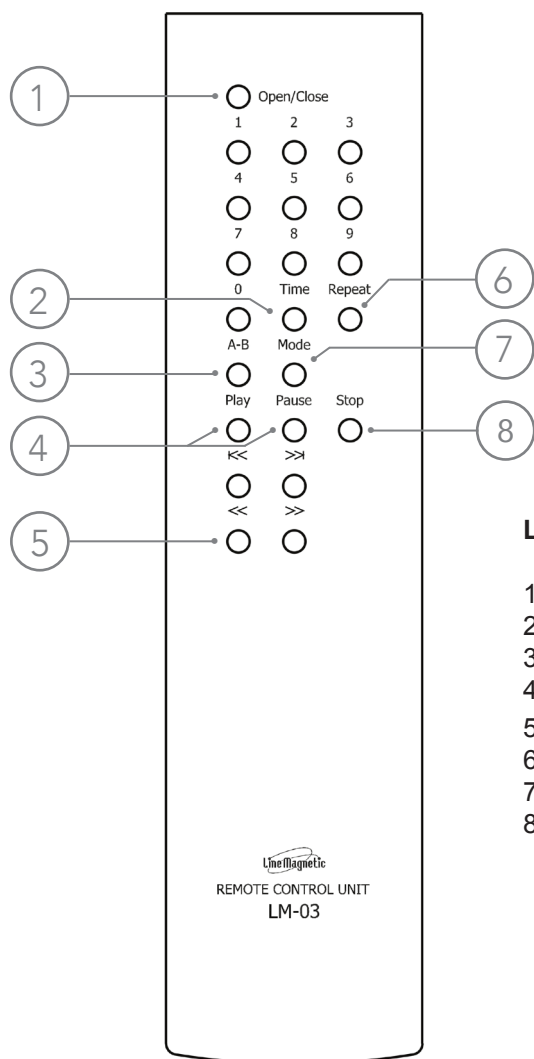 1 Open/Close
1 2 3
4 5 6
7 8 9
0 Time Repeat
6
2
A-B Mode
7
3
Play Pause Stop
4
8
|<< >>|
<< >>
5
L
1
2
3
4
5
6
7
8
Line Magnetic
REMOTE CONTROL UNIT
LM-03